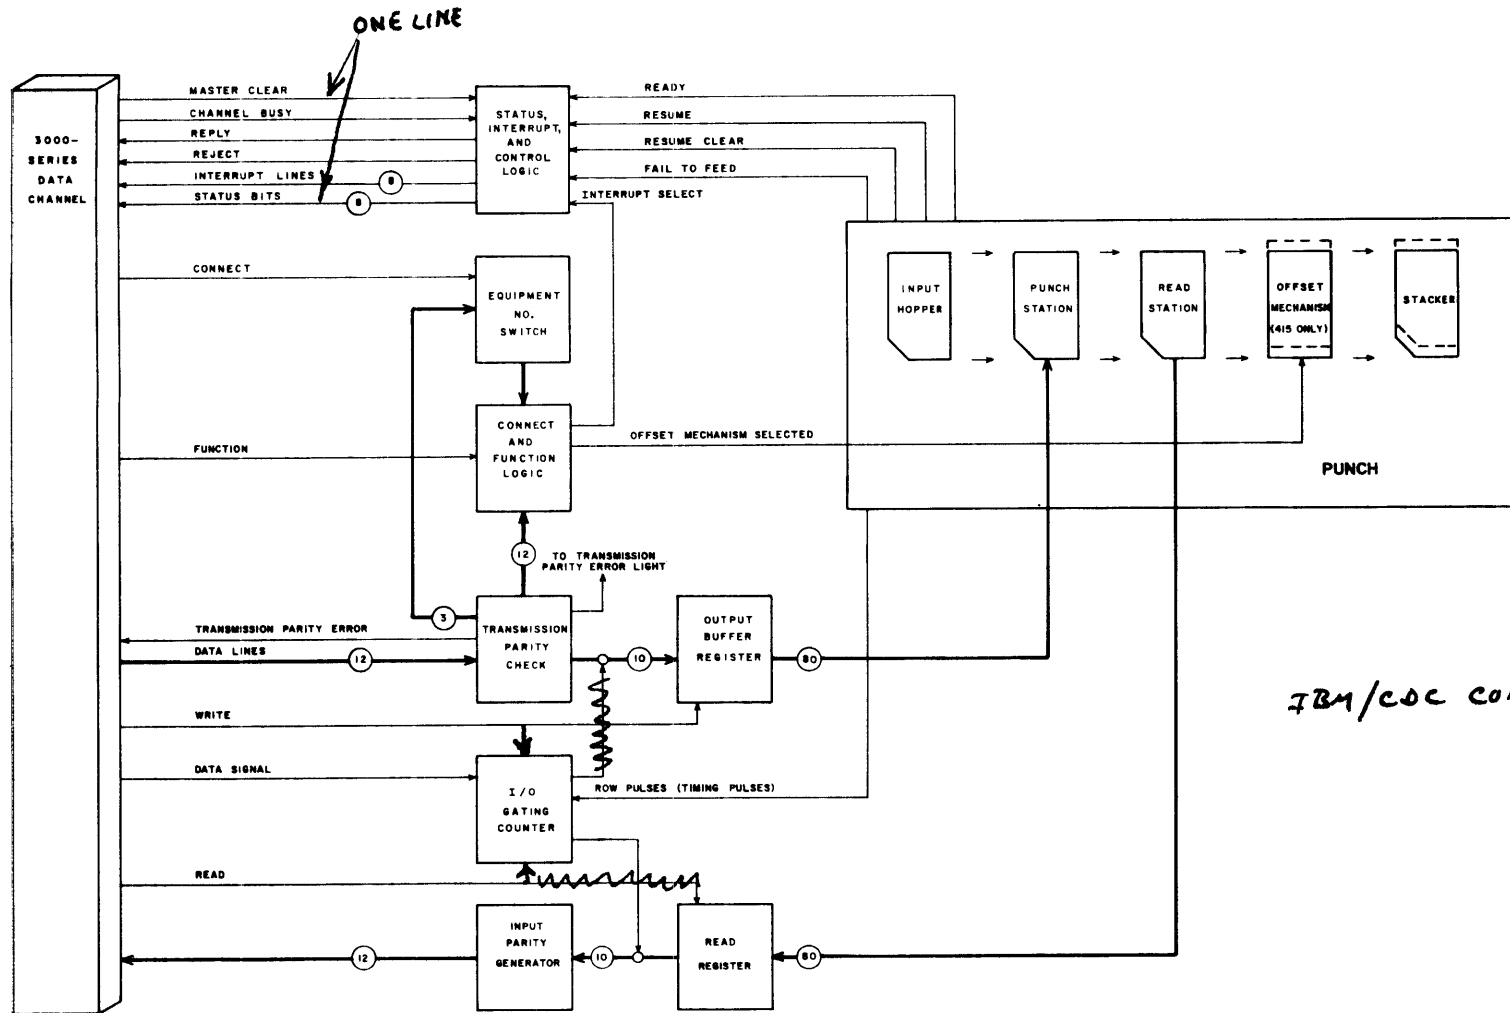 ONE LINE
MASTER CLEAR
CHANNEL BUSY
REPLY
REJECT
INTERRUPT LINES
8
STATUS BITS
8
3000-
SERIES
DATA
CHANNEL
STATUS,
INTERRUPT,
AND
CONTROL
LOGIC
READY
RESUME
RESUME CLEAR
FAIL TO FEED
INTERRUPT SELECT
CONNECT
EQUIPMENT
NO.
SWITCH
INPUT
HOPPER
PUNCH
STATION
READ
STATION
OFFSET
MECHANISM
(415 ONLY)
STACKER
FUNCTION
CONNECT
AND
FUNCTION
LOGIC
OFFSET MECHANISM SELECTED
PUNCH
12
TO TRANSMISSION
PARITY ERROR LIGHT
3
TRANSMISSION PARITY ERROR
DATA LINES
12
TRANSMISSION
PARITY
CHECK
10
OUTPUT
BUFFER
REGISTER
80
WRITE
IBM/CDC
DATA SIGNAL
I/O
GATING
COUNTER
ROW PULSES (TIMING PULSES)
READ
12
INPUT
PARITY
GENERATOR
10
READ
REGISTER
80